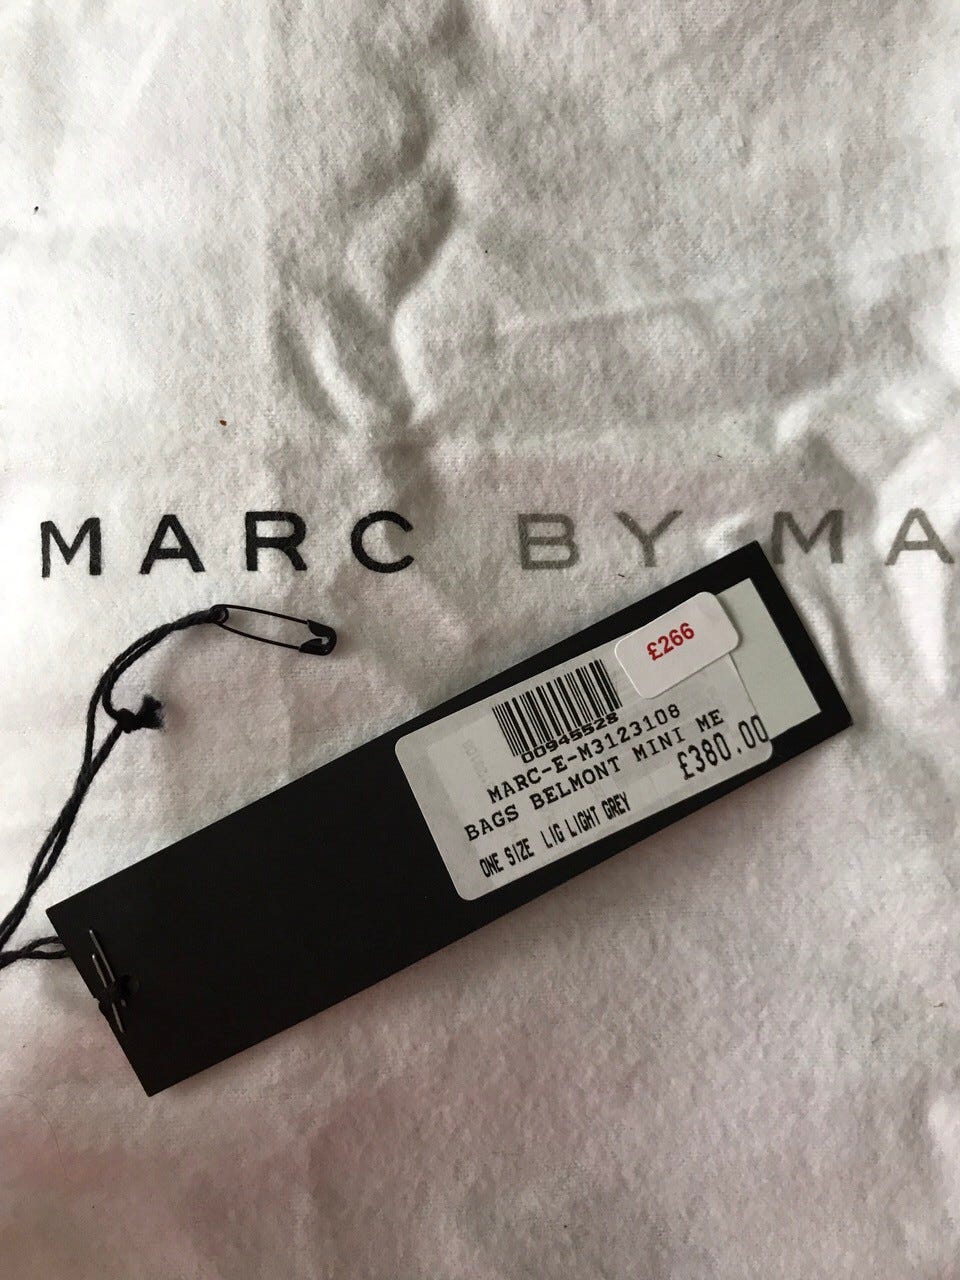 MARC BY MA
£266
00945528
MARC-E-M3123108
BAGS BELMONT MINI ME
£380.00
ONE SIZE LIG LIGHT GREY